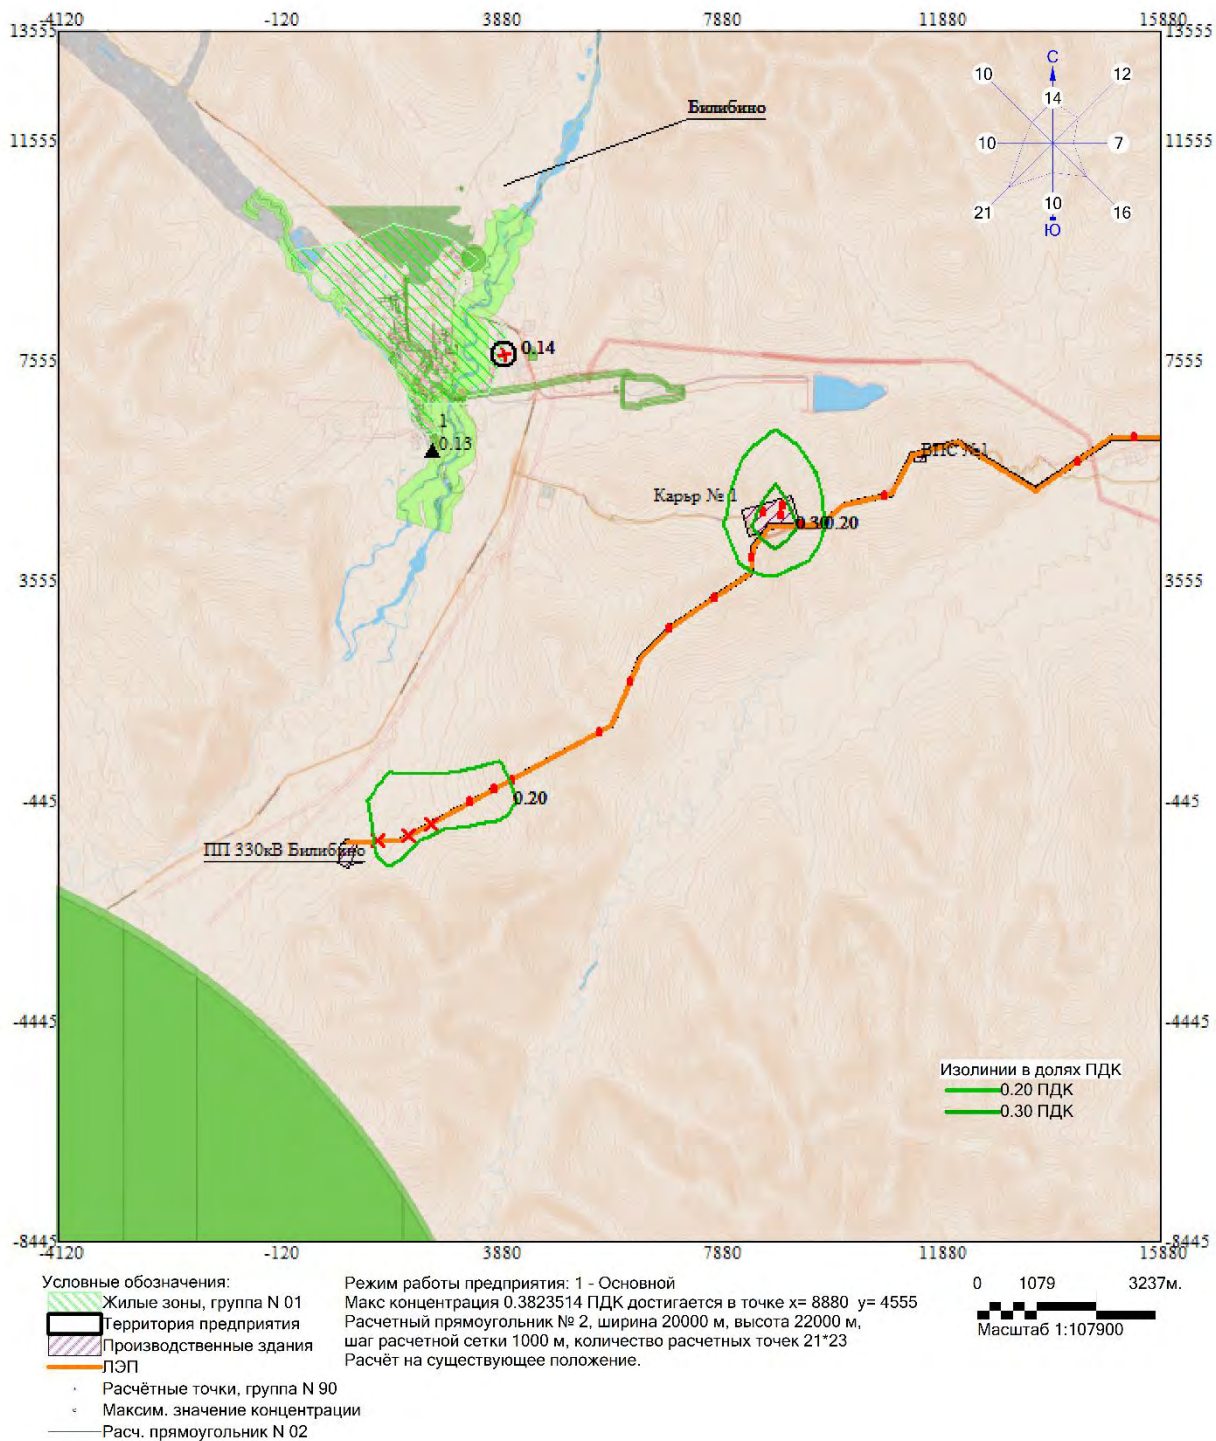 -4120 -120 3880 7880 11880 15880
13555 13555
С
10 12
14
Билибино
11555 11555
10 7
10
21 16
Ю
0.14
7555 7555
1
0.13
ВПС №1
Карьр № 1
0.30 0.20
3555 3555
-445 -445
0.20
ПП 330кВ Билибино
-4445 -4445
Изолинии в долях ПДК
0.20 ПДК
0.30 ПДК
-8445 -8445
-4120 -120 3880 7880 11880 15880
Условные обозначения:
Жилые зоны, группа N 01
Территория предприятия
Производственные здания
ЛЭП
Расчётные точки, группа N 90
Максим. значение концентрации
Расч. прямоугольник N 02
Режим работы предприятия: 1 - Основной
Макс концентрация 0.3823514 ПДК достигается в точке x= 8880 y= 4555
Расчетный прямоугольник № 2, ширина 20000 м, высота 22000 м,
шаг расчетной сетки 1000 м, количество расчетных точек 21*23
Расчёт на существующее положение.
0 1079 3237м.
Масштаб 1:107900